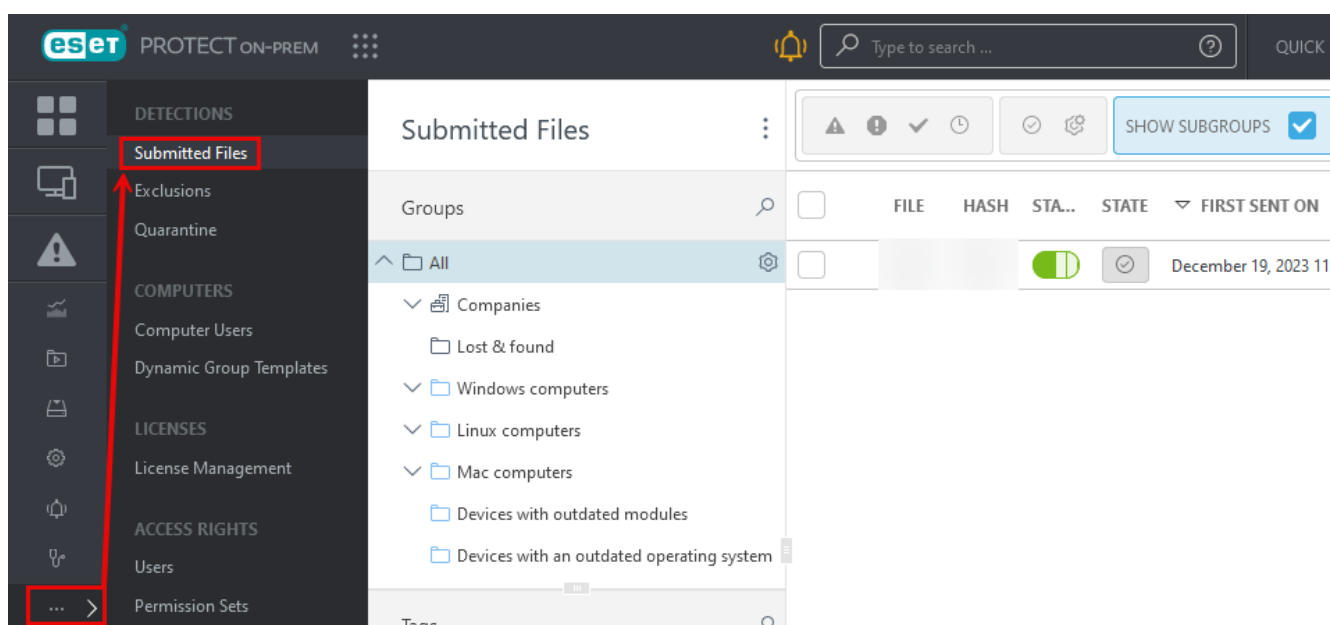 eset PROTECT ON-PREM
Type to search ...
QUICK
DETECTIONS
Submitted Files
Exclusions
Quarantine
COMPUTERS
Computer Users
Dynamic Group Templates
LICENSES
License Management
ACCESS RIGHTS
Users
Permission Sets
Submitted Files
Groups
All
Companies
Lost & found
Windows computers
Linux computers
Mac computers
Devices with outdated modules
Devices with an outdated operating system
Tags
SHOW SUBGROUPS
FILE HASH STA... STATE FIRST SENT ON
December 19, 2023 11